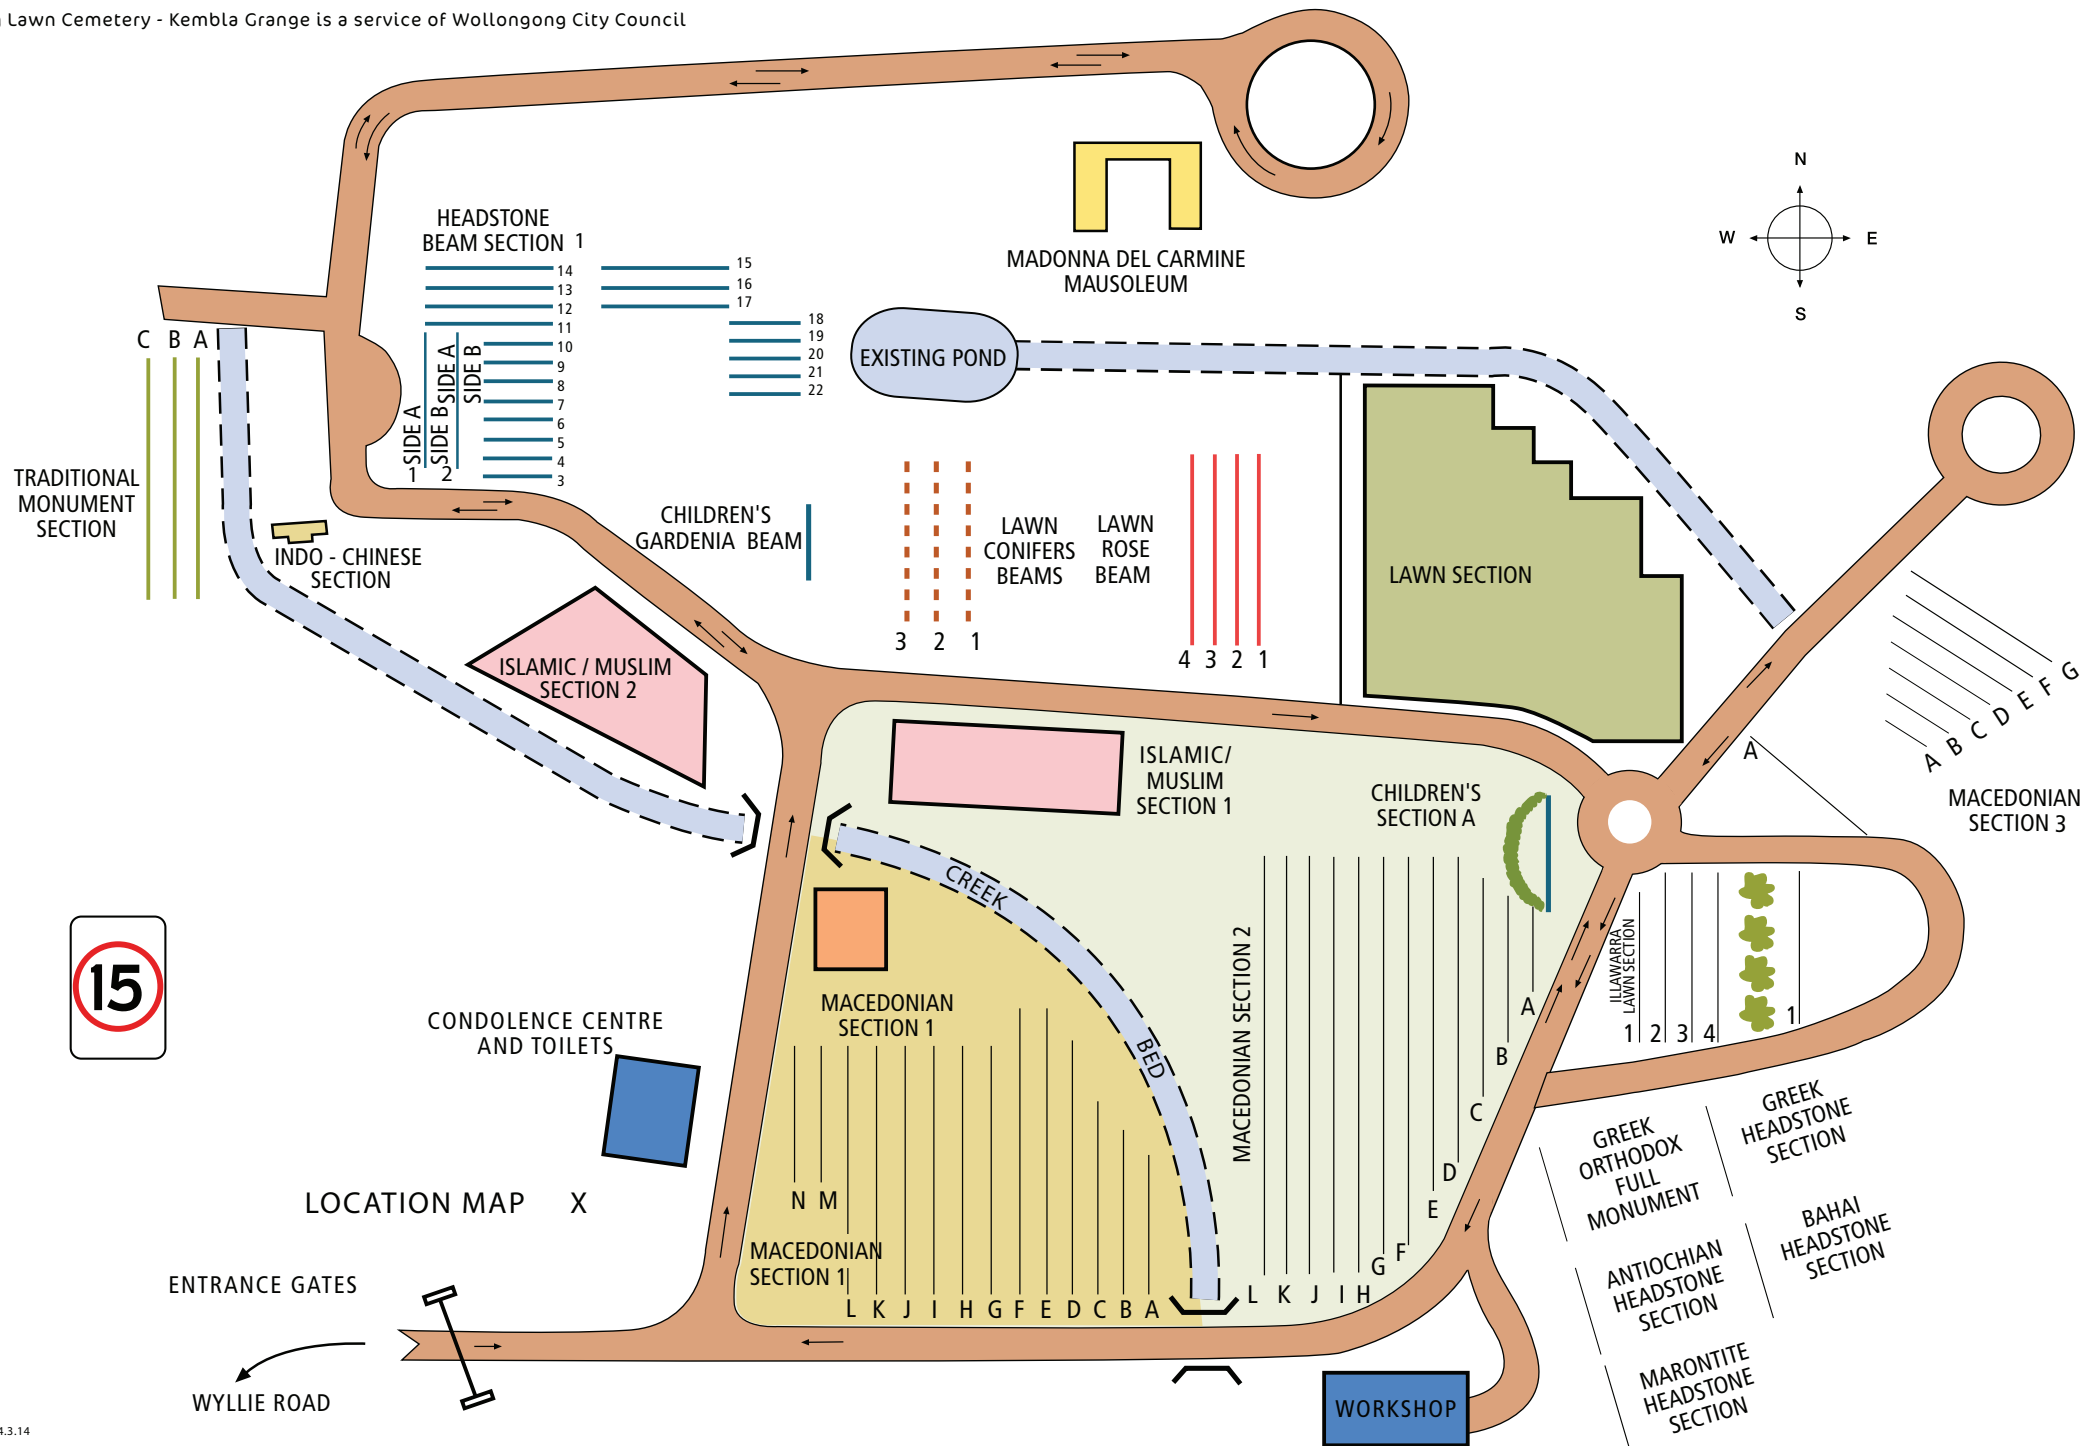 Lawn Cemetery - Kembla Grange is a service of Wollongong City Council
N
W
E
S
HEADSTONE
BEAM SECTION 1
14
13
12
11
10
9
8
7
6
5
4
3
15
16
17
18
19
20
21
22
SIDE A
SIDE B
SIDE A
SIDE B
1
2
MADONNA DEL CARMINE
MAUSOLEUM
EXISTING POND
C B A
TRADITIONAL
MONUMENT
SECTION
INDO - CHINESE
SECTION
CHILDREN'S
GARDENIA BEAM
LAWN
CONIFERS
BEAMS
3 2 1
LAWN
ROSE
BEAM
4 3 2 1
LAWN SECTION
ISLAMIC / MUSLIM
SECTION 2
ISLAMIC/
MUSLIM
SECTION 1
CHILDREN'S
SECTION A
A
A B C D E F G
MACEDONIAN
SECTION 3
CREEK
BED
15
CONDOLENCE CENTRE
AND TOILETS
MACEDONIAN
SECTION 1
N M
MACEDONIAN
SECTION 1
L K J I H G F E D C B A
MACEDONIAN SECTION 2
L K J I H G F E D C B A
ILLAWARRA
LAWN SECTION
1 2 3 4
1
GREEK
ORTHODOX
FULL
MONUMENT
GREEK
HEADSTONE
SECTION
ANTIOCHIAN
HEADSTONE
SECTION
BAHAI
HEADSTONE
SECTION
MARONTITE
HEADSTONE
SECTION
LOCATION MAP X
ENTRANCE GATES
WYLLIE ROAD
WORKSHOP
.3.14